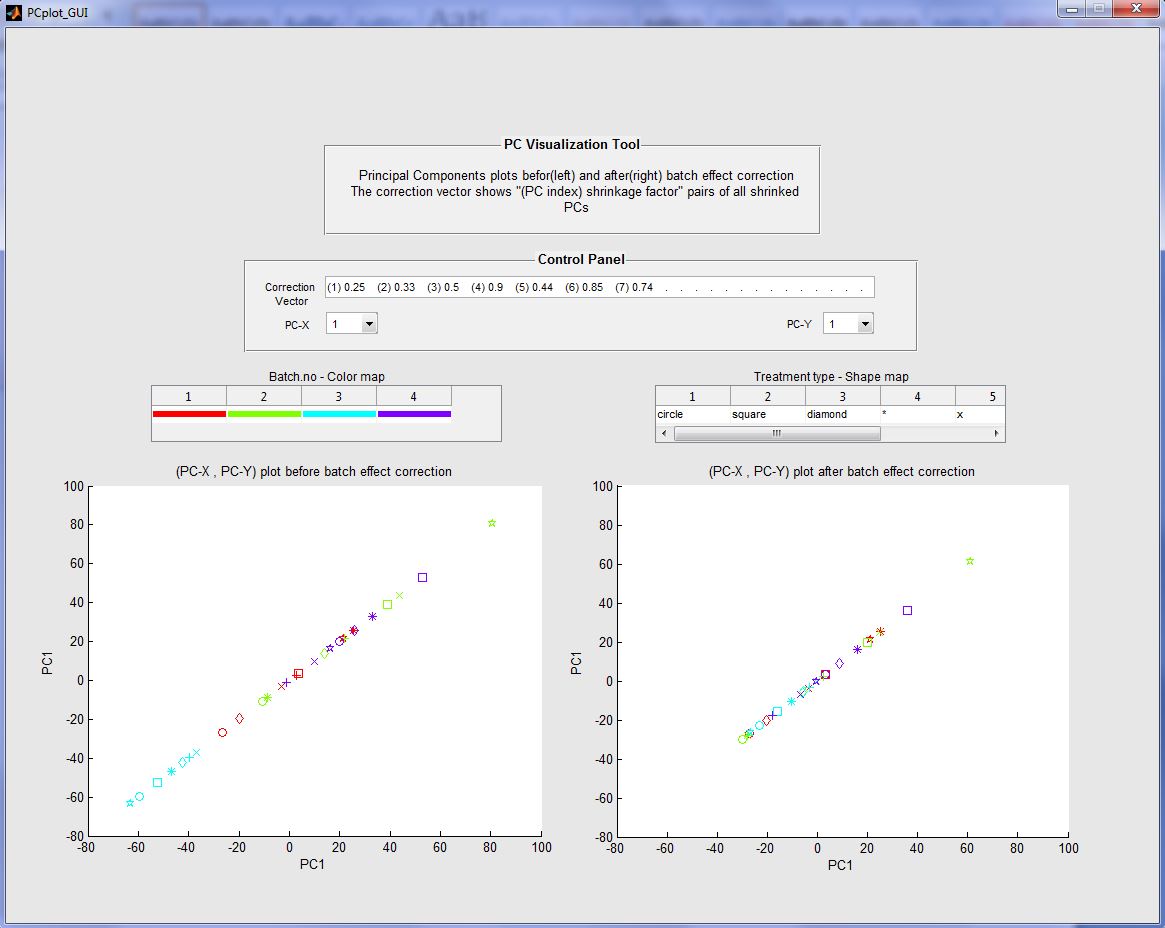 PCplot_GUI
PC Visualization Tool
Principal Components plots befor(left) and after(right) batch effect correction
The correction vector shows "(PC index) shrinkage factor" pairs of all shrinked
PCs
Control Panel
Correction
Vector
(1) 0.25 (2) 0.33 (3) 0.5 (4) 0.9 (5) 0.44 (6) 0.85 (7) 0.74 . . . . . . . . . . . . . .
PC-X 1 PC-Y 1
Batch.no - Color map
1 2 3 4
Treatment type - Shape map
1 2 3 4 5
circle square diamond * x
(PC-X , PC-Y) plot before batch effect correction
100
80
60
40
20
0
-20
-40
-60
-80
PC1
-80 -60 -40 -20 0 20 40 60 80 100
PC1
(PC-X , PC-Y) plot after batch effect correction
100
80
60
40
20
0
-20
-40
-60
-80
PC1
-80 -60 -40 -20 0 20 40 60 80 100
PC1